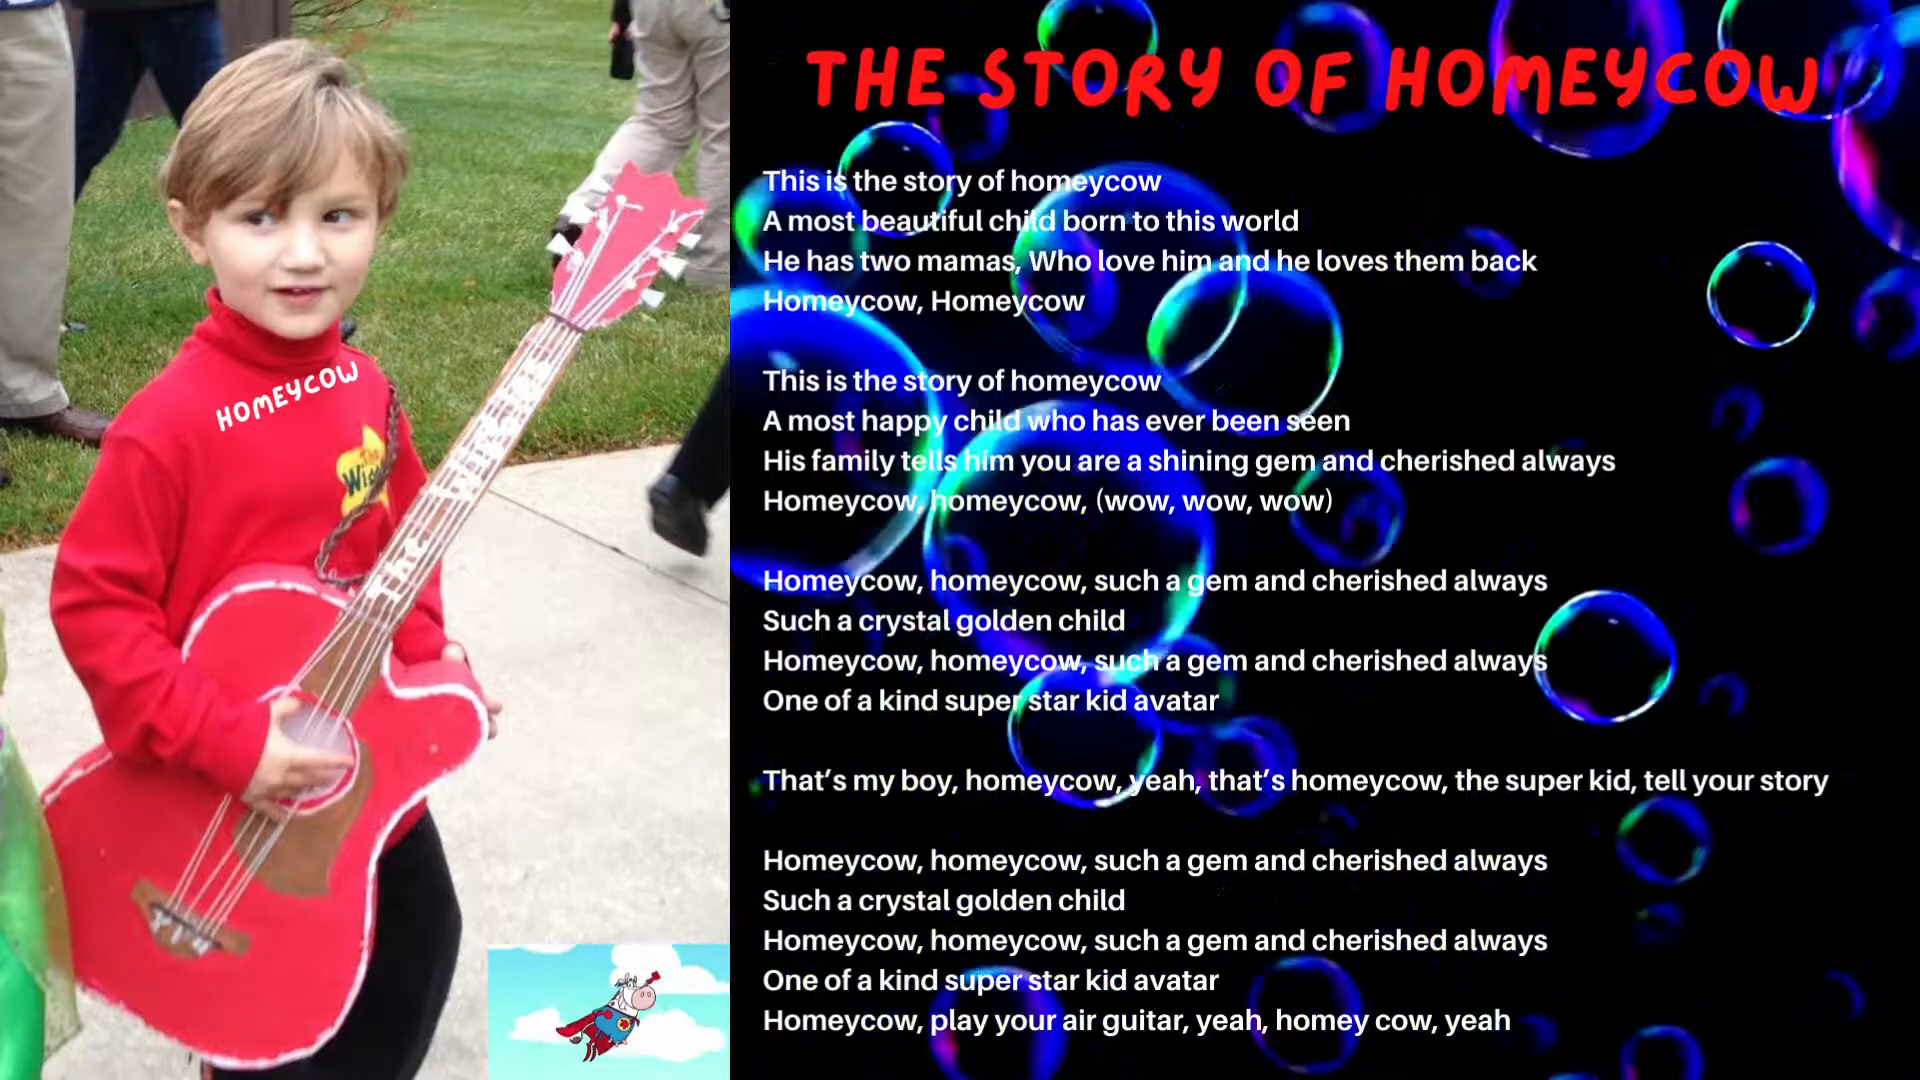 THE STORY OF HOMEYCOW
This is the story of homeycow
A most beautiful child born to this world
He has two mamas, Who love him and he loves them back
Homeycow, Homeycow
This is the story of homeycow
A most happy child who has ever been seen
His family tells him you are a shining gem and cherished always
Homeycow, homeycow, (wow, wow, wow)
Homeycow, homeycow, such a gem and cherished always
Such a crystal golden child
Homeycow, homeycow, such a gem and cherished always
One of a kind super star kid avatar
That's my boy, homeycow, yeah, that's homeycow, the super kid, tell your story
Homeycow, homeycow, such a gem and cherished always
Such a crystal golden child
Homeycow, homeycow, such a gem and cherished always
One of a kind super star kid avatar
Homeycow, play your air guitar, yeah, homey cow, yeah
HOMEYCOW
The
The